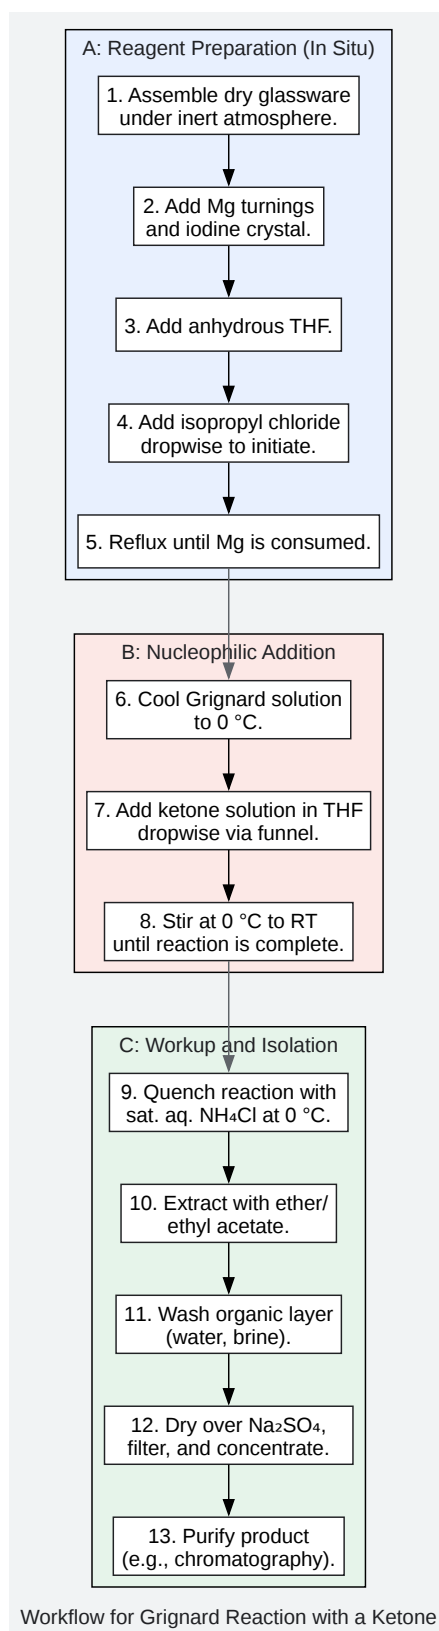 A: Reagent Preparation (In Situ)
1. Assemble dry glassware
under inert atmosphere.
2. Add Mg turnings
and iodine crystal.
3. Add anhydrous THF.
4. Add isopropyl chloride
dropwise to initiate.
5. Reflux until Mg is consumed.
B: Nucleophilic Addition
6. Cool Grignard solution
to 0 °C.
7. Add ketone solution in THF
dropwise via funnel.
8. Stir at 0 °C to RT
until reaction is complete.
C: Workup and Isolation
9. Quench reaction with
sat. aq. NH₄Cl at 0 °C.
10. Extract with ether/
ethyl acetate.
11. Wash organic layer
(water, brine).
12. Dry over Na₂SO₄,
filter, and concentrate.
13. Purify product
(e.g., chromatography).
Workflow for Grignard Reaction with a Ketone